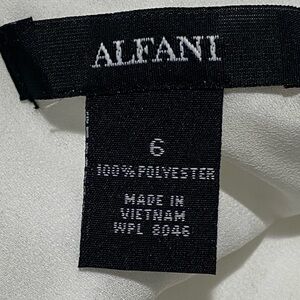 ALFANI
6
100% POLYESTER
MADE IN
VIETNAM
WPL 8046